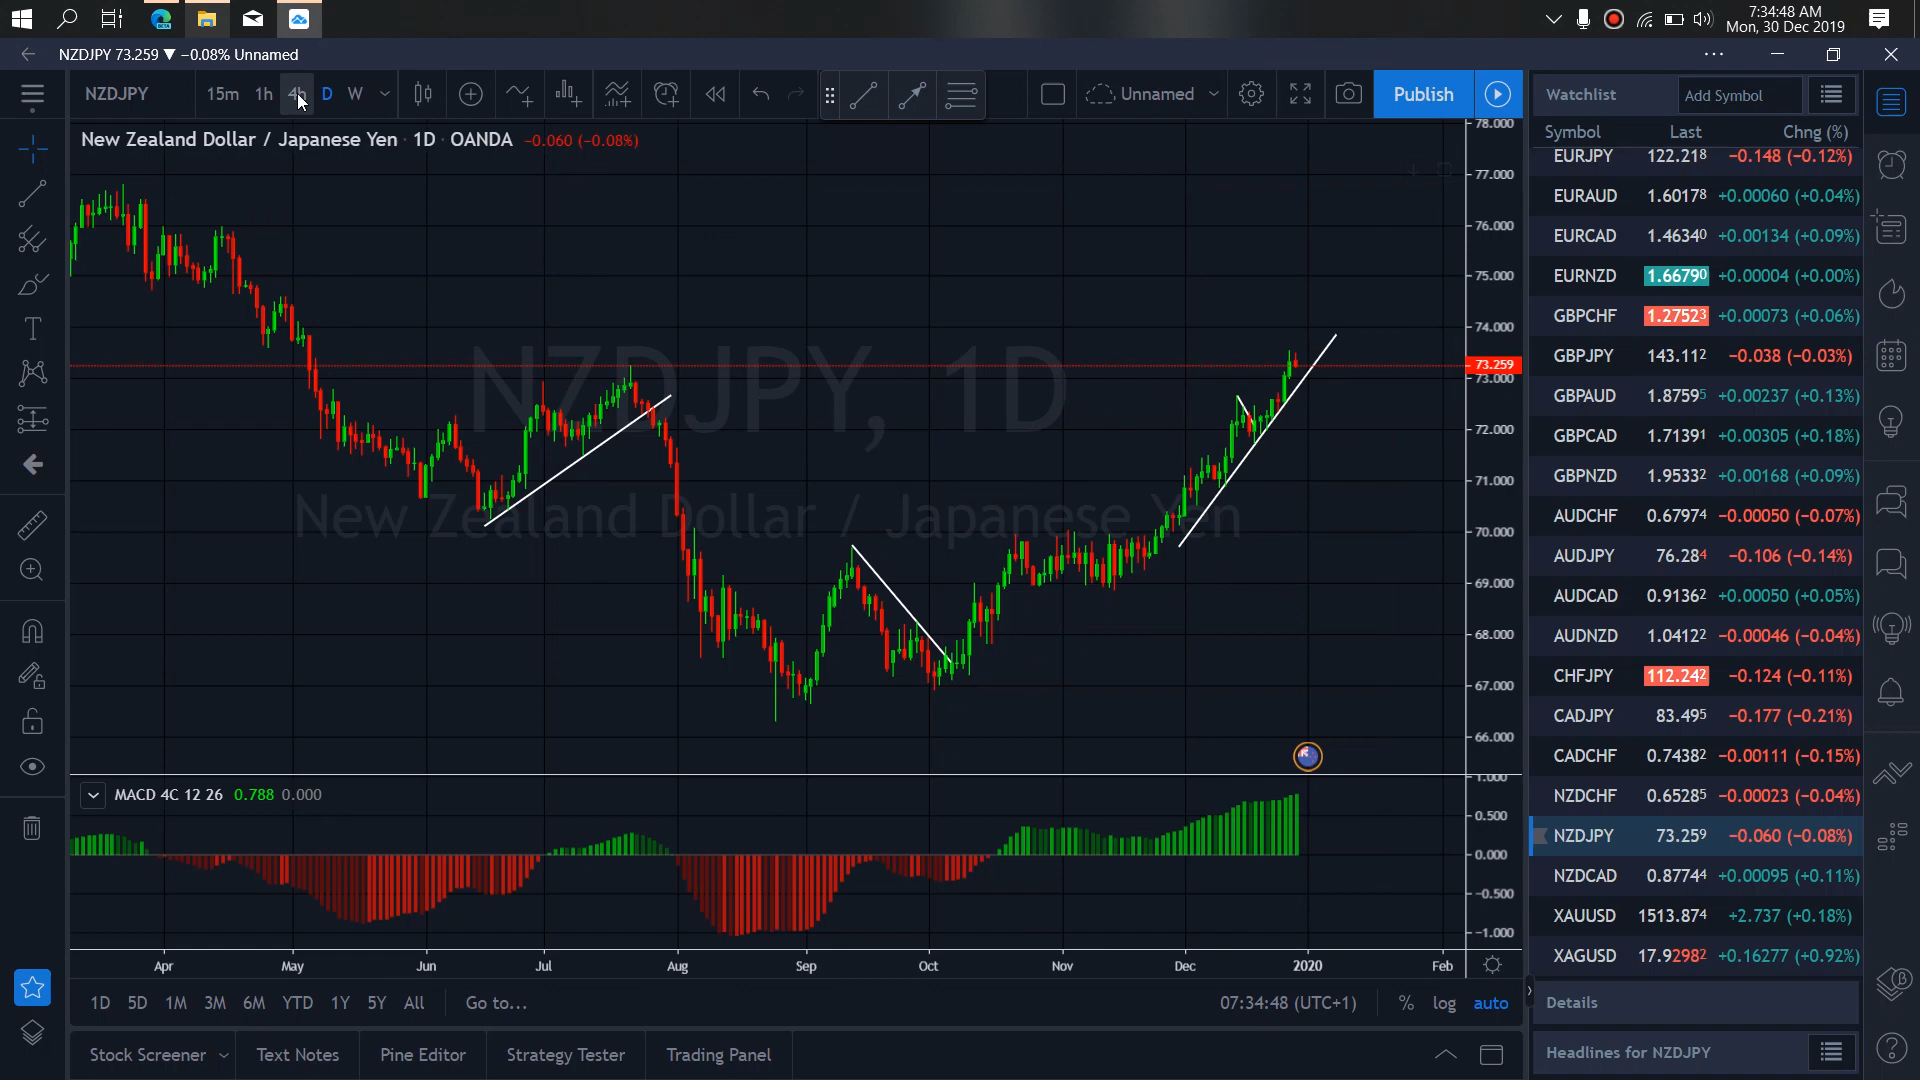 7:34:48 AM
Mon, 30 Dec 2019
NZDJPY 73.259 ▼ −0.08% Unnamed
NZDJPY 15m 1h 4h D W Unnamed Publish
Watchlist Add Symbol
New Zealand Dollar / Japanese Yen · 1D · OANDA −0.060 (−0.08%)
Symbol Last Chng (%)
EURJPY 122.218 −0.148 (−0.12%)
EURAUD 1.60178 +0.00060 (+0.04%)
EURCAD 1.46340 +0.00134 (+0.09%)
EURNZD 1.66790 +0.00004 (+0.00%)
GBPCHF 1.27523 +0.00073 (+0.06%)
GBPJPY 143.112 −0.038 (−0.03%)
GBPAUD 1.87595 +0.00237 (+0.13%)
GBPCAD 1.71391 +0.00305 (+0.18%)
GBPNZD 1.95332 +0.00168 (+0.09%)
AUDCHF 0.67974 −0.00050 (−0.07%)
AUDJPY 76.284 −0.106 (−0.14%)
AUDCAD 0.91362 +0.00050 (+0.05%)
AUDNZD 1.04122 −0.00046 (−0.04%)
CHFJPY 112.242 −0.124 (−0.11%)
CADJPY 83.495 −0.177 (−0.21%)
CADCHF 0.74382 −0.00111 (−0.15%)
NZDCHF 0.65285 −0.00023 (−0.04%)
NZDJPY 73.259 −0.060 (−0.08%)
NZDCAD 0.87744 +0.00095 (+0.11%)
XAUUSD 1513.874 +2.737 (+0.18%)
XAGUSD 17.92982 +0.16277 (+0.92%)
Details
Headlines for NZDJPY
78.000
77.000
76.000
75.000
74.000
73.259
73.000
72.000
71.000
70.000
69.000
68.000
67.000
66.000
NZDJPY, 1D
New Zealand Dollar / Japanese Yen
MACD 4C 12 26 0.788 0.000
1.000
0.500
0.000
−0.500
−1.000
Apr May Jun Jul Aug Sep Oct Nov Dec 2020 Feb
1D 5D 1M 3M 6M YTD 1Y 5Y All Go to... 07:34:48 (UTC+1) % log auto
Stock Screener Text Notes Pine Editor Strategy Tester Trading Panel